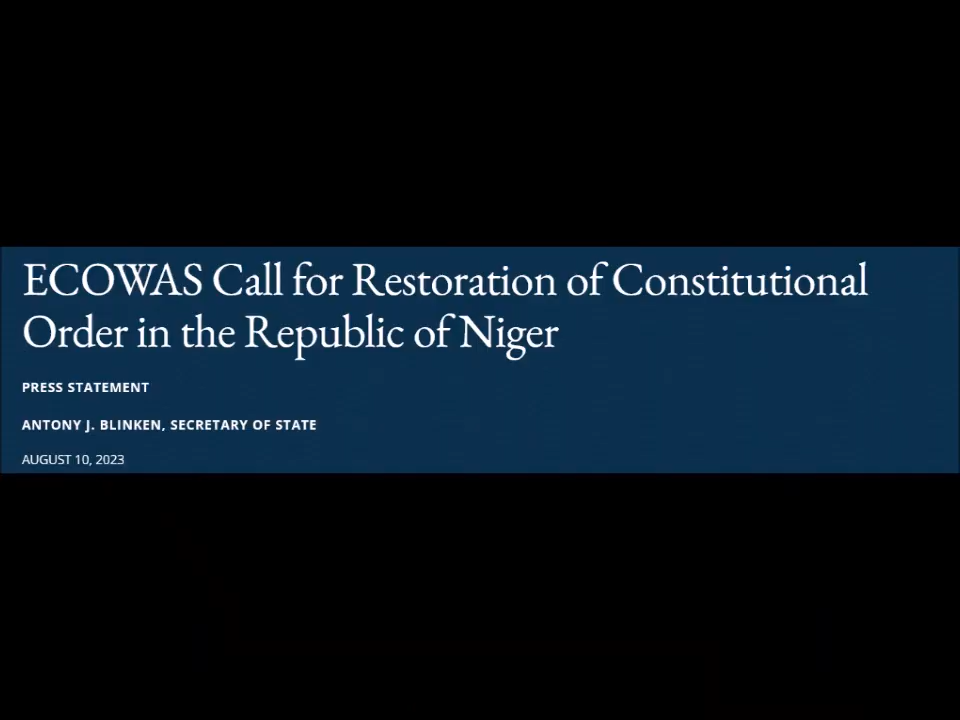 ECOWAS Call for Restoration of Constitutional
Order in the Republic of Niger
PRESS STATEMENT
ANTONY J. BLINKEN, SECRETARY OF STATE
AUGUST 10, 2023